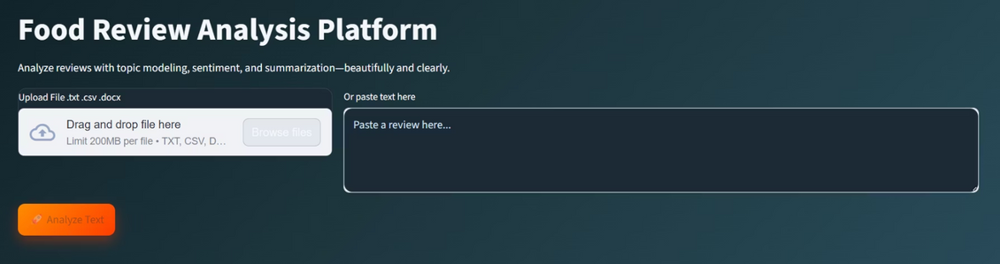 Food Review Analysis Platform
Analyze reviews with topic modeling, sentiment, and summarization—beautifully and clearly.
Upload File .txt .csv .docx
Drag and drop file here
Limit 200MB per file • TXT, CSV, D…
Browse files
Or paste text here
Paste a review here...
🚀 Analyze Text